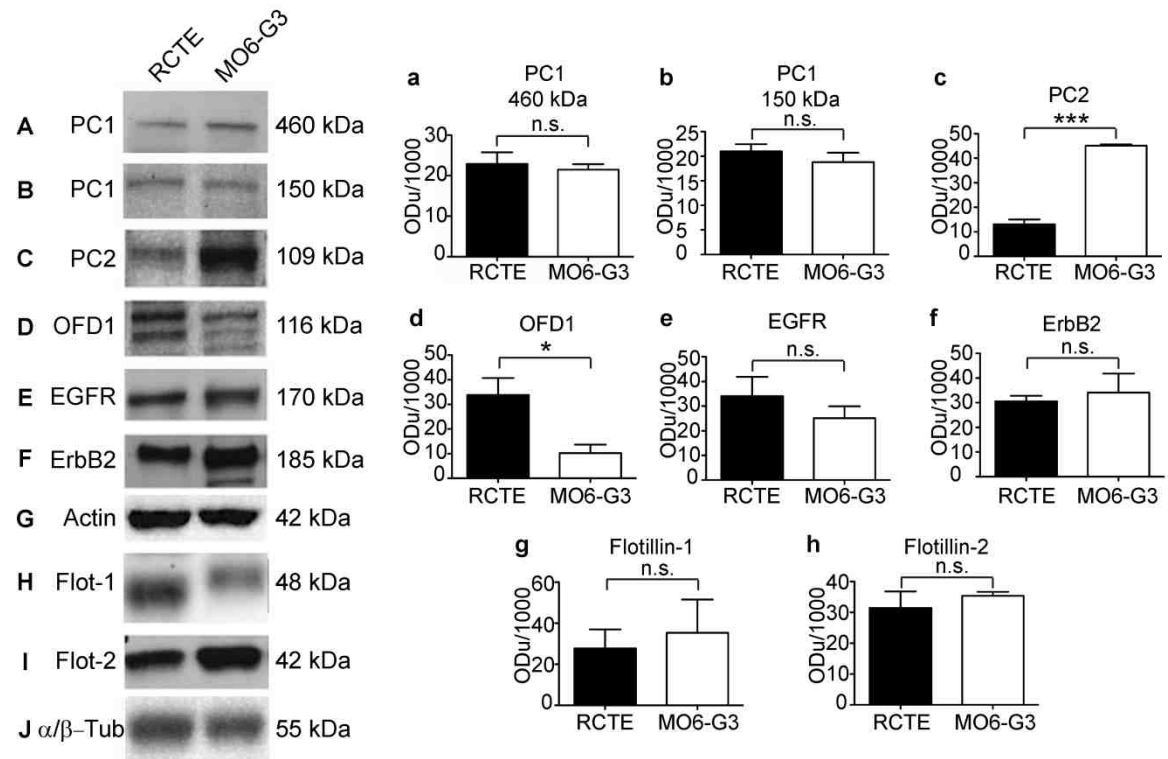 RCTE
MO6-G3
A PC1 460 kDa
B PC1 150 kDa
C PC2 109 kDa
D OFD1 116 kDa
E EGFR 170 kDa
F ErbB2 185 kDa
G Actin 42 kDa
H Flot-1 48 kDa
I Flot-2 42 kDa
J α/β-Tub 55 kDa
a
PC1
460 kDa
n.s.
ODu/1000
30
20
10
0
RCTE MO6-G3
b
PC1
150 kDa
n.s.
ODu/1000
25
20
15
10
5
0
RCTE MO6-G3
c
PC2
***
ODu/1000
50
40
30
20
10
0
RCTE MO6-G3
d
OFD1
*
ODu/1000
50
40
30
20
10
0
RCTE MO6-G3
e
EGFR
n.s.
ODu/1000
50
40
30
20
10
0
RCTE MO6-G3
f
ErbB2
n.s.
ODu/1000
50
40
30
20
10
0
RCTE MO6-G3
g
Flotillin-1
n.s.
ODu/1000
60
40
20
0
RCTE MO6-G3
h
Flotillin-2
n.s.
ODu/1000
40
30
20
10
0
RCTE MO6-G3